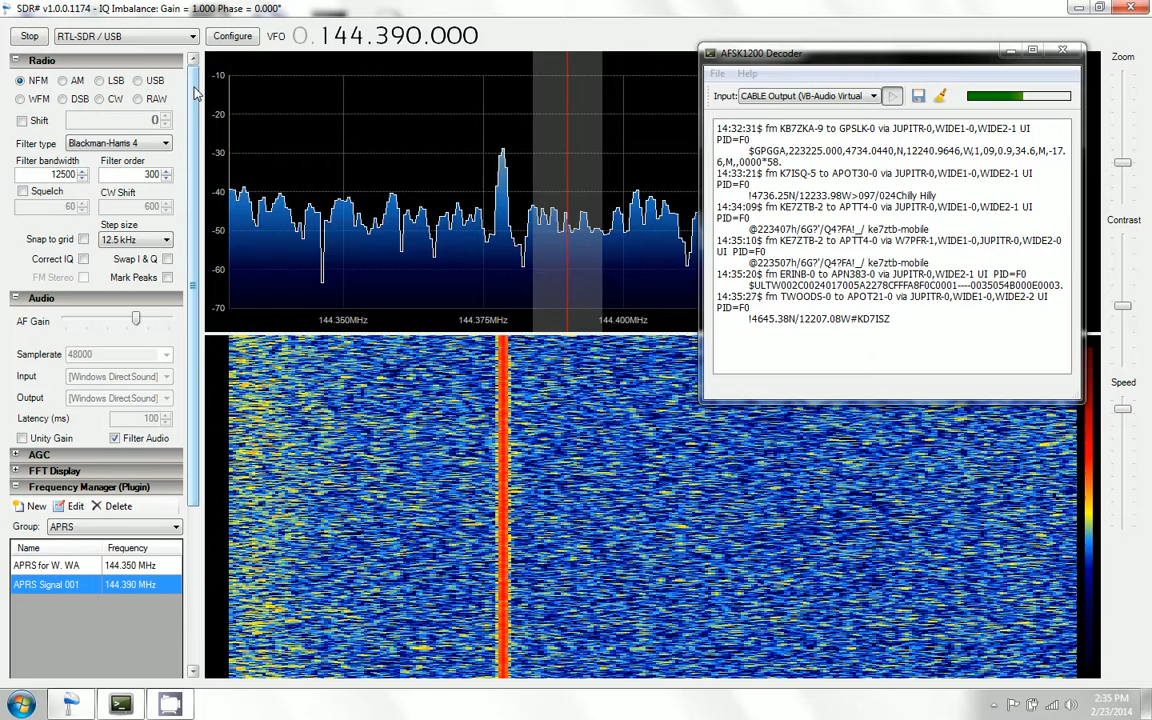 SDR# v1.0.0.1174 - IQ Imbalance: Gain = 1.000 Phase = 0.000°
Stop
RTL-SDR / USB
Configure
VFO
0.144.390.000
Radio
NFM AM LSB USB
WFM DSB CW RAW
Shift 0
Filter type Blackman-Harris 4
Filter bandwidth Filter order
12500 300
Squelch CW Shift
60 600
Step size
Snap to grid 12.5 kHz
Correct IQ Swap I & Q
FM Stereo Mark Peaks
Audio
AF Gain
Samplerate 48000
Input [Windows DirectSound]
Output [Windows DirectSound]
Latency (ms) 100
Unity Gain Filter Audio
AGC
FFT Display
Frequency Manager (Plugin)
New Edit Delete
Group: APRS
Name Frequency
APRS for W. WA 144.350 MHz
APRS Signal 001 144.390 MHz
-10
-20
-30
-40
-50
-60
-70
144.350MHz 144.375MHz 144.400MHz
AFSK1200 Decoder
File Help
Input: CABLE Output (VB-Audio Virtual
14:32:31$ fm KB7ZKA-9 to GPSLK-0 via JUPITR-0,WIDE1-0,WIDE2-1 UI
PID=F0
$GPGGA,223225.000,4734.0440,N,12240.9646,W,1,09,0.9,34.6,M,-17.
6,M,,0000*58.
14:33:21$ fm K7ISQ-5 to APOT30-0 via JUPITR-0,WIDE1-0,WIDE2-1 UI
PID=F0
!4736.25N/12233.98W>097/024Chilly Hilly
14:34:09$ fm KE7ZTB-2 to APTT4-0 via JUPITR-0,WIDE1-0,WIDE2-1 UI
PID=F0
@223407h/6G?'/Q4?FA!_/ ke7ztb-mobile
14:35:10$ fm KE7ZTB-2 to APTT4-0 via W7PFR-1,WIDE1-0,JUPITR-0,WIDE2-0
UI PID=F0
@223507h/6G?'/Q4?FA!_/ ke7ztb-mobile
14:35:20$ fm ERINB-0 to APN383-0 via JUPITR-0,WIDE2-1 UI PID=F0
$ULTW002C0024017005A2278CFFFA8F0C0001----0035054B000E0003.
14:35:27$ fm TWOODS-0 to APOT21-0 via JUPITR-0,WIDE1-0,WIDE2-2 UI
PID=F0
!4645.38N/12207.08W#KD7ISZ
Zoom
Contrast
Speed
2:35 PM
2/23/2014